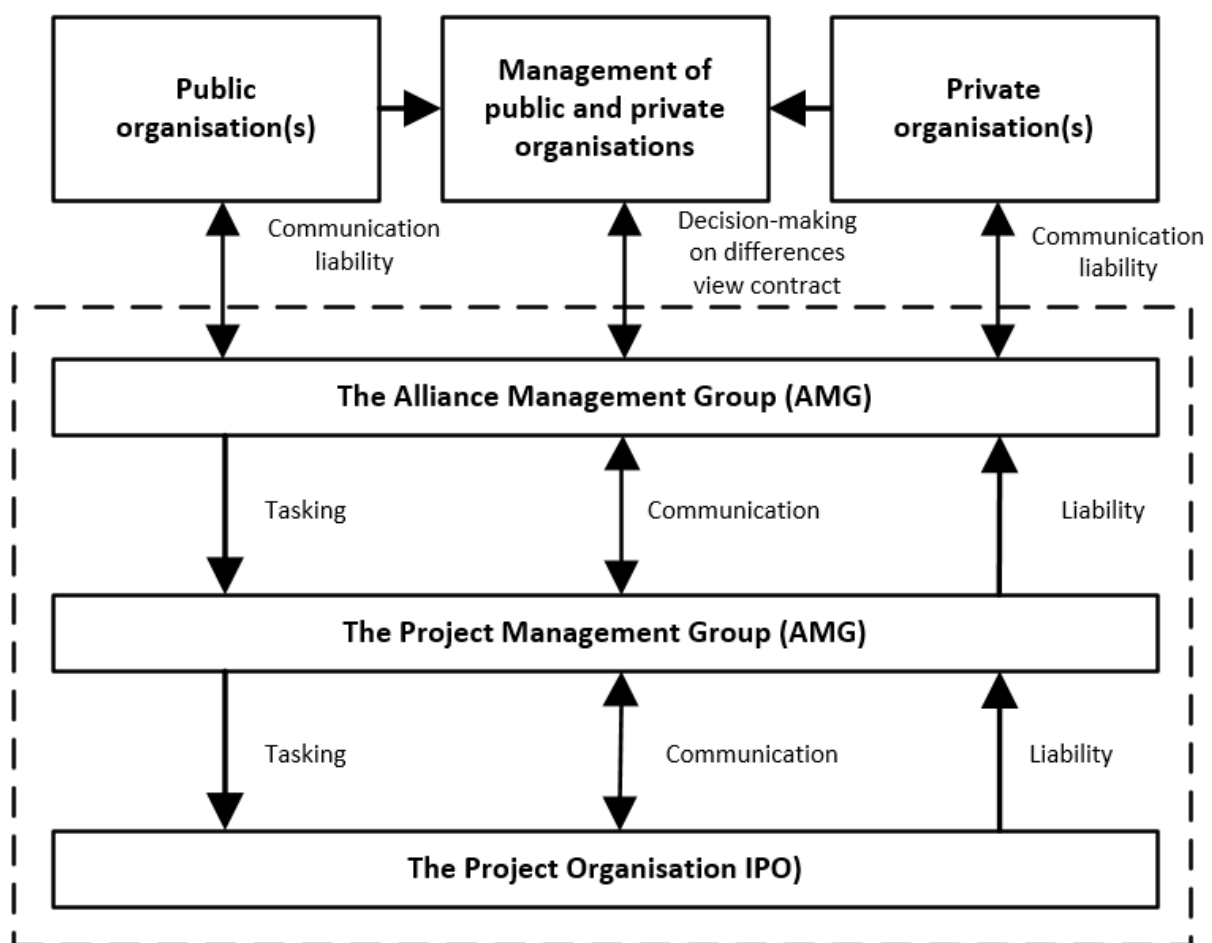 Public
organisation(s)
Management of
public and private
organisations
Private
organisation(s)
Communication
liability
Decision-making
on differences
view contract
Communication
liability
The Alliance Management Group (AMG)
Tasking
Communication
Liability
The Project Management Group (AMG)
Tasking
Communication
Liability
The Project Organisation IPO)